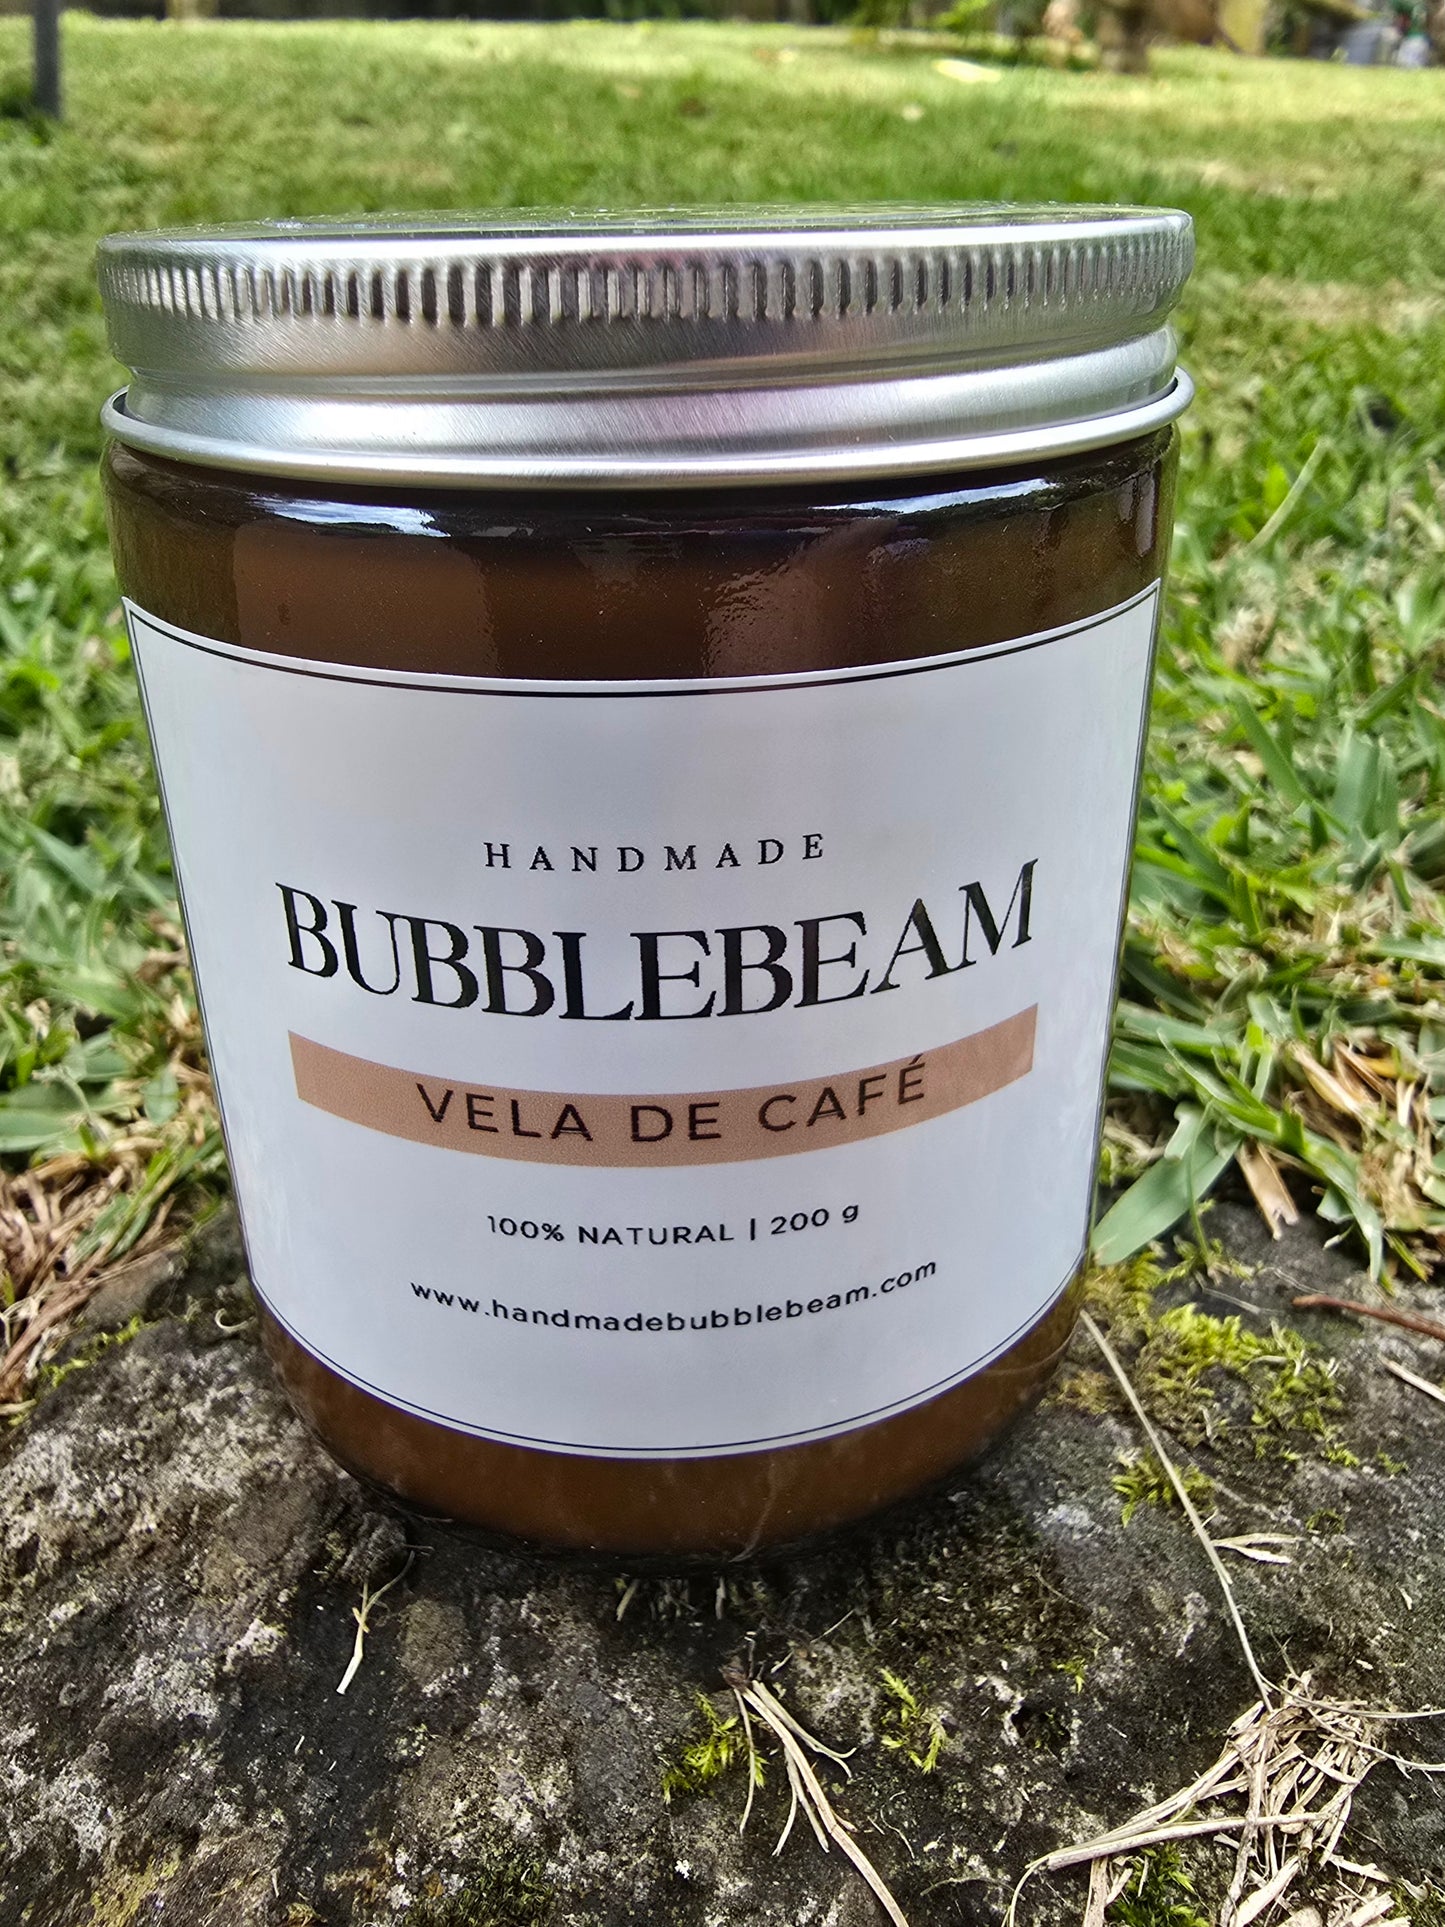 HANDMADE
BUBBLEBEAM
VELA DE CAFÉ
100% NATURAL | 200 g
www.handmadebubblebeam.com